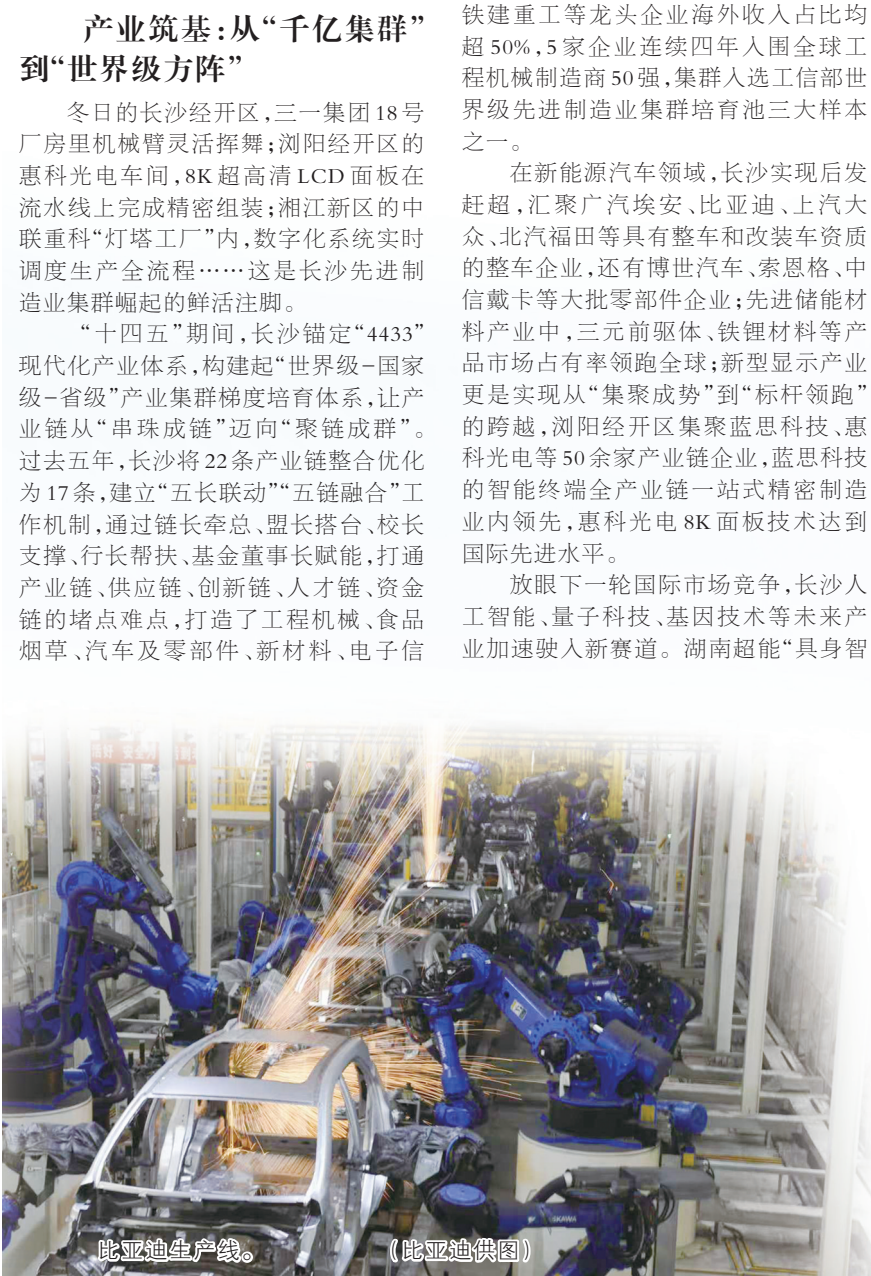 产业筑基:从“千亿集群”
到“世界级方阵”
冬日的长沙经开区,三一集团18号
厂房里机械臂灵活挥舞;浏阳经开区的
惠科光电车间,8K超高清LCD面板在
流水线上完成精密组装;湘江新区的中
联重科“灯塔工厂”内,数字化系统实时
调度生产全流程……这是长沙先进制
造业集群崛起的鲜活注脚。
“十四五”期间,长沙锚定“4433”
现代化产业体系,构建起“世界级-国家
级-省级”产业集群梯度培育体系,让产
业链从“串珠成链”迈向“聚链成群”。
过去五年,长沙将22条产业链整合优化
为17条,建立“五长联动”“五链融合”工
作机制,通过链长牵总、盟长搭台、校长
支撑、行长帮扶、基金董事长赋能,打通
产业链、供应链、创新链、人才链、资金
链的堵点难点,打造了工程机械、食品
烟草、汽车及零部件、新材料、电子信
铁建重工等龙头企业海外收入占比均
超50%,5家企业连续四年入围全球工
程机械制造商50强,集群入选工信部世
界级先进制造业集群培育池三大样本
之一。
在新能源汽车领域,长沙实现后发
赶超,汇聚广汽埃安、比亚迪、上汽大
众、北汽福田等具有整车和改装车资质
的整车企业,还有博世汽车、索恩格、中
信戴卡等大批零部件企业;先进储能材
料产业中,三元前驱体、铁锂材料等产
品市场占有率领跑全球;新型显示产业
更是实现从“集聚成势”到“标杆领跑”
的跨越,浏阳经开区集聚蓝思科技、惠
科光电等50余家产业链企业,蓝思科技
的智能终端全产业链一站式精密制造
业内领先,惠科光电8K面板技术达到
国际先进水平。
放眼下一轮国际市场竞争,长沙人
工智能、量子科技、基因技术等未来产
业加速驶入新赛道。湖南超能“具身智
比亚迪生产线。 (比亚迪供图)